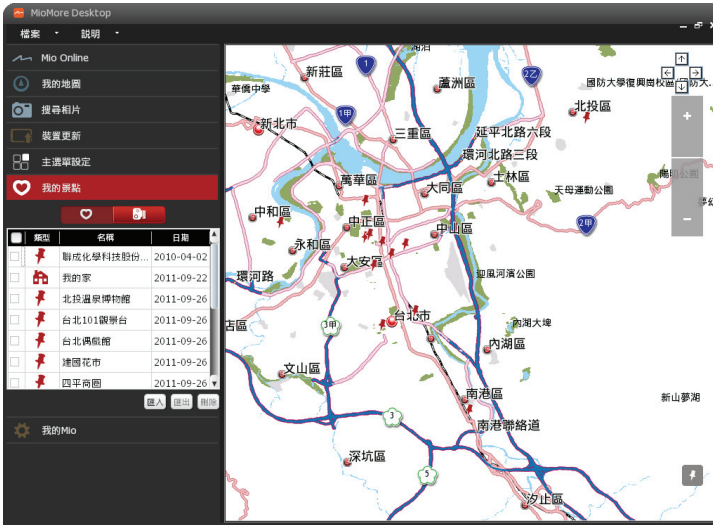 MioMore Desktop
檔案
說明
Mio Online
我的地圖
搜尋相片
裝置更新
主選單設定
我的景點
類型 名稱 日期
聯成化學科技股份... 2010-04-02
我的家 2011-09-22
北投溫泉博物館 2011-09-26
台北101觀景台 2011-09-26
台北偶戲館 2011-09-26
建國花市 2011-09-26
四平商圈 2011-09-26
匯入 匯出 刪除
我的Mio
新莊區
1
蘆洲區
2乙
國防大學復興崗校區
華僑中學
北投區
1甲
新北市
三重區
延平北路六段
環河北路三段
萬華區
大同區
士林區
天母運動公園
中和區
中正區
中山區
2甲
永和區
大安區
環河路
迎風河濱公園
台北市
店區
3甲
內湖大埤
內湖區
文山區
南港區
新山夢湖
3
南港聯絡道
深坑區
5
汐止區